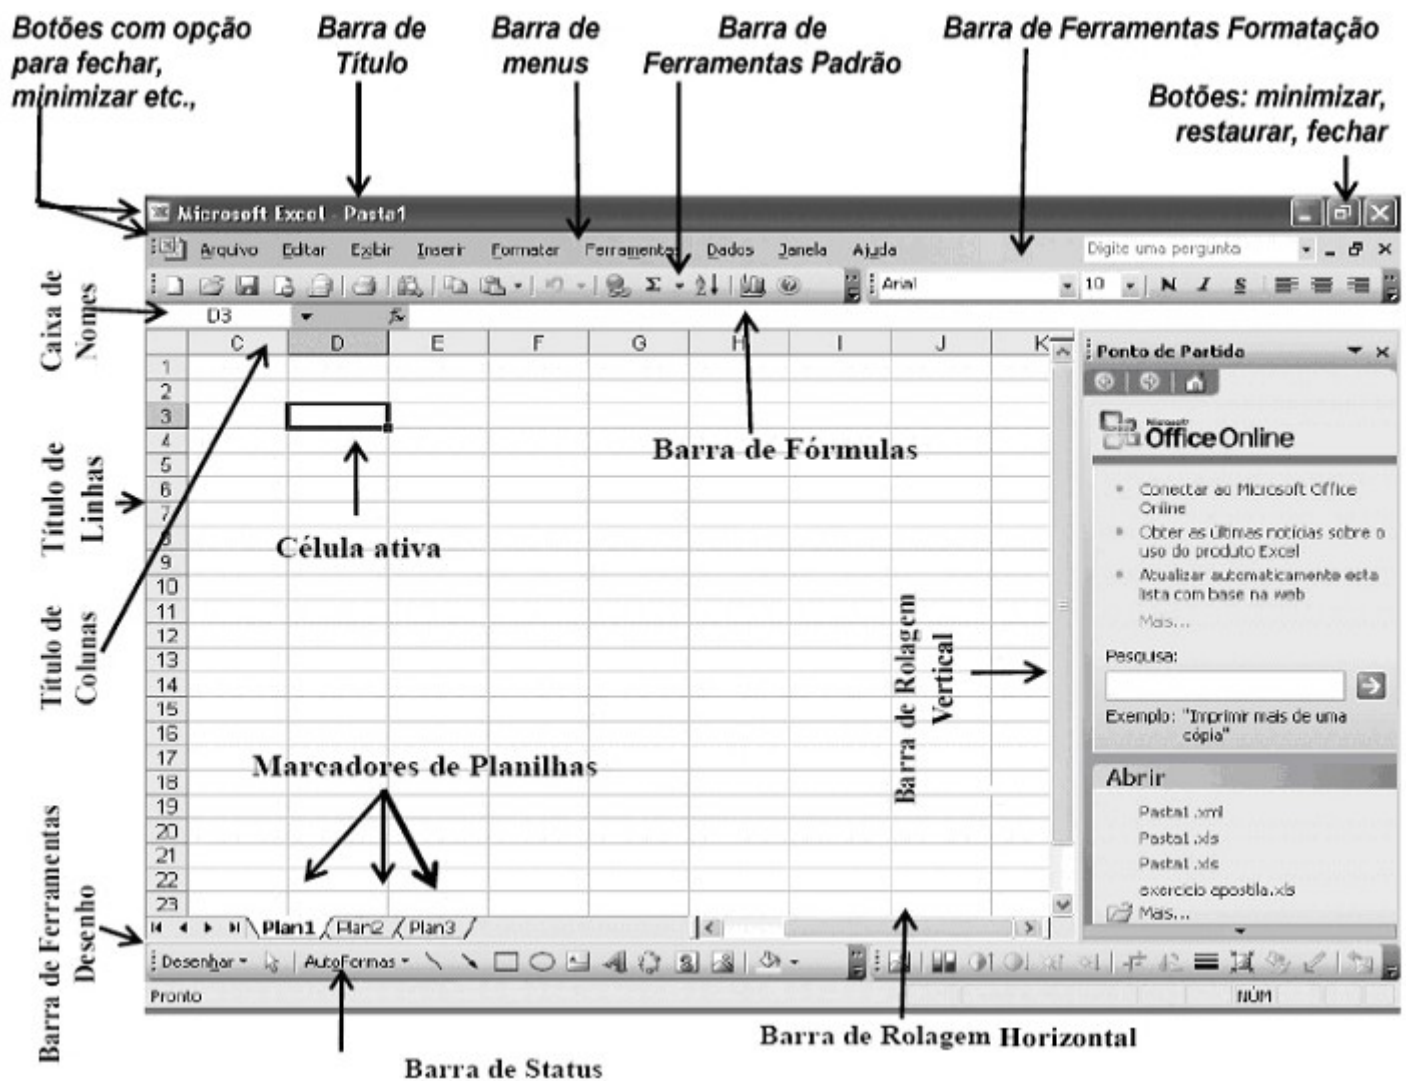 Botões com opção
para fechar,
minimizar etc.,
Barra de
Título
Barra de
menus
Barra de
Ferramentas Padrão
Barra de Ferramentas Formatação
Botões: minimizar,
restaurar, fechar
Microsoft Excel - Pasta1
Arquivo Editar Exibir Inserir Formatar Ferramentas Dados Janela Ajuda
Digite uma pergunta
Arial 10 N I S
Caixa de
Nomes
D3 fx
C D E F G H I J K
1
2
3
4
5
6
7
8
9
10
11
12
13
14
15
16
17
18
19
20
21
22
23
Título de
Linhas
Título de
Colunas
Célula ativa
Barra de Fórmulas
Barra de Rolagem
Vertical
Marcadores de Planilhas
Barra de Ferramentas
Desenho
Ponto de Partida
Microsoft
Office Online
Conectar ao Microsoft Office
Online
Obter as últimas notícias sobre o
uso do produto Excel
Atualizar automaticamente esta
lista com base na web
Mais...
Pesquisa:
Exemplo: "Imprimir mais de uma
cópia"
Abrir
Pasta1.xml
Pasta1.xls
Pasta1.xls
exercicio apostila.xls
Mais...
Plan1 Plan2 Plan3
Desenhar AutoFormas
Pronto
NÚM
Barra de Rolagem Horizontal
Barra de Status